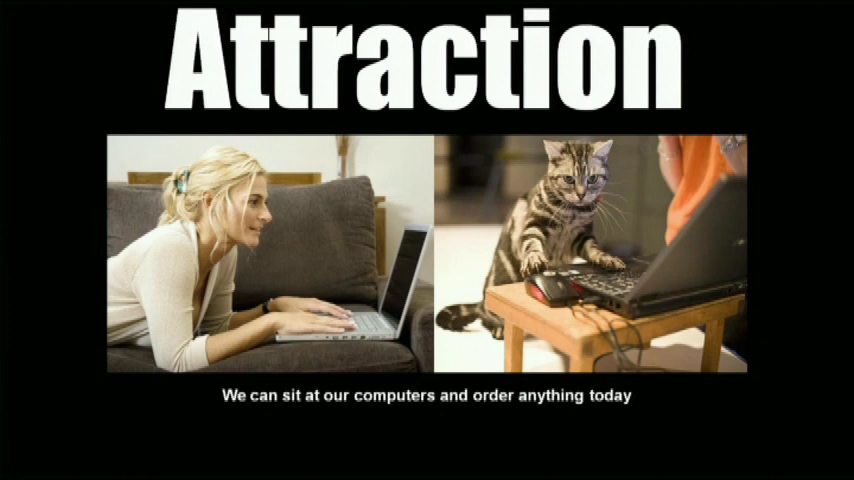 Attraction
We can sit at our computers and order anything today